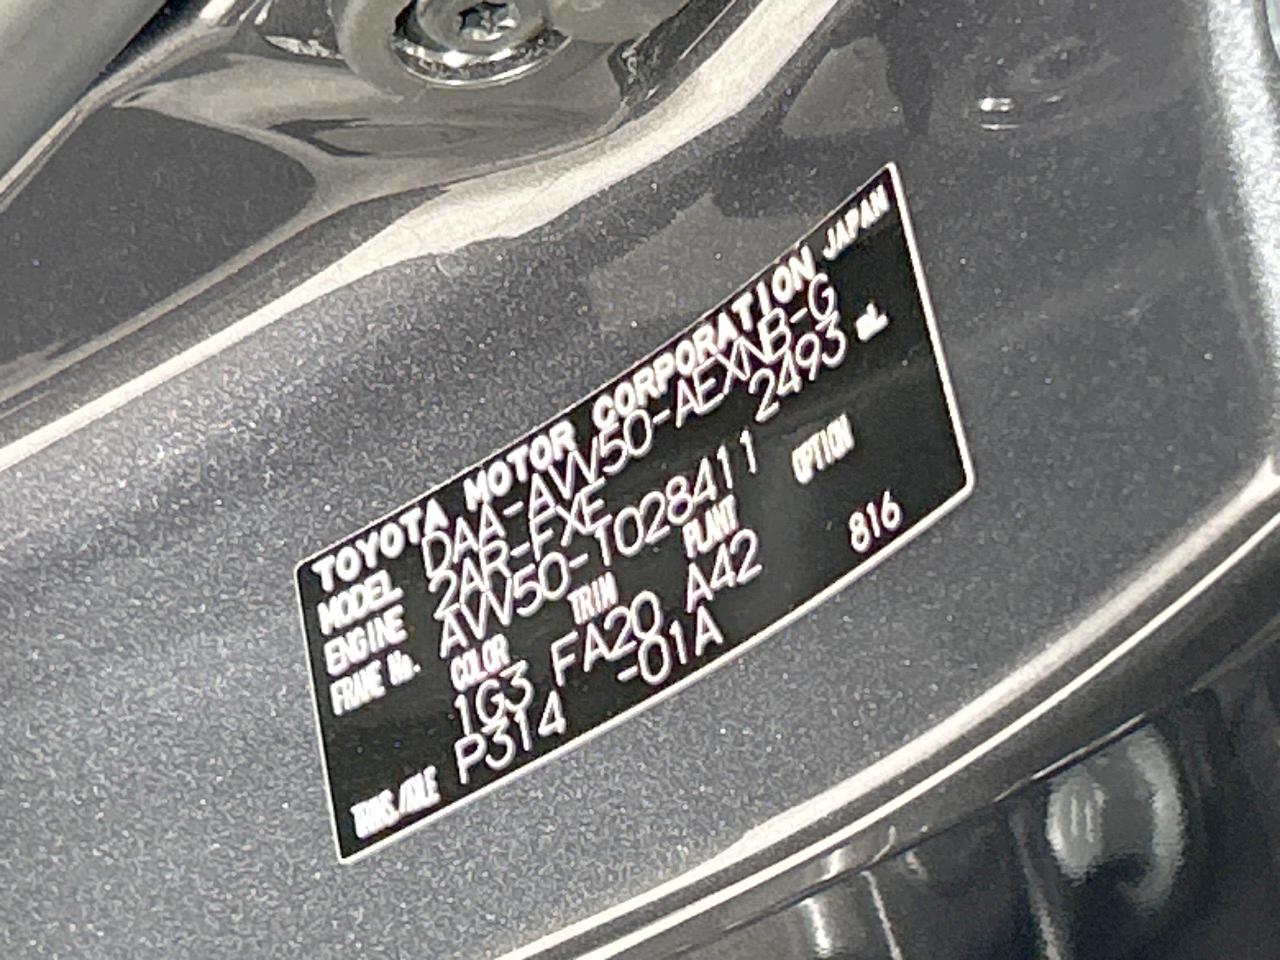 TOYOTA MOTOR CORPORATION JAPAN
MODEL DAA-AVV50-AEXNB-G
ENGINE 2AR-FXE 2493 mL
FRAME No. AVV50-1028411
COLOR TRIM PLANT OPTION
1G3 FA20 A42 816
TRANS./AXLE P314 -01A